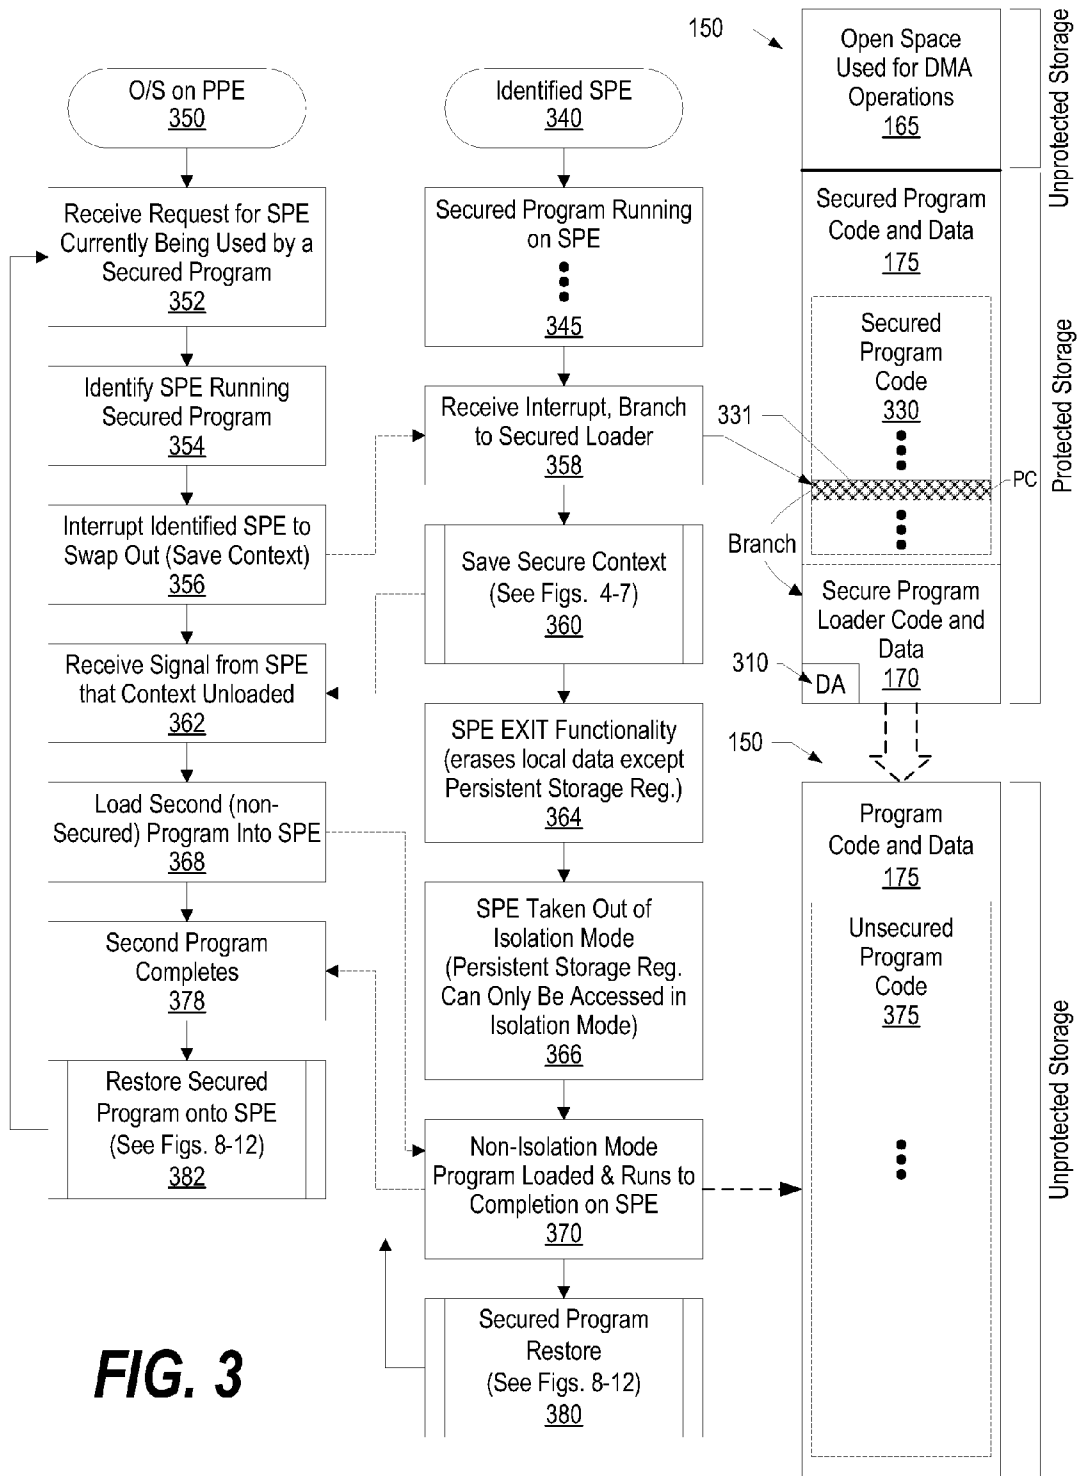 O/S on PPE
350
Receive Request for SPE
Currently Being Used by a
Secured Program
352
Identify SPE Running
Secured Program
354
Interrupt Identified SPE to
Swap Out (Save Context)
356
Receive Signal from SPE
that Context Unloaded
362
Load Second (non-
Secured) Program Into SPE
368
Second Program
Completes
378
Restore Secured
Program onto SPE
(See Figs. 8-12)
382
FIG. 3
Identified SPE
340
Secured Program Running
on SPE
345
Receive Interrupt, Branch
to Secured Loader
358
Save Secure Context
(See Figs. 4-7)
360
SPE EXIT Functionality
(erases local data except
Persistent Storage Reg.)
364
SPE Taken Out of
Isolation Mode
(Persistent Storage Reg.
Can Only Be Accessed in
Isolation Mode)
366
Non-Isolation Mode
Program Loaded & Runs to
Completion on SPE
370
Secured Program
Restore
(See Figs. 8-12)
380
150
Open Space
Used for DMA
Operations
165
Unprotected Storage
Secured Program
Code and Data
175
Secured
Program
Code
330
331
PC
Branch
Secure Program
Loader Code and
Data
170
310
DA
Protected Storage
150
Program
Code and Data
175
Unsecured
Program
Code
375
Unprotected Storage